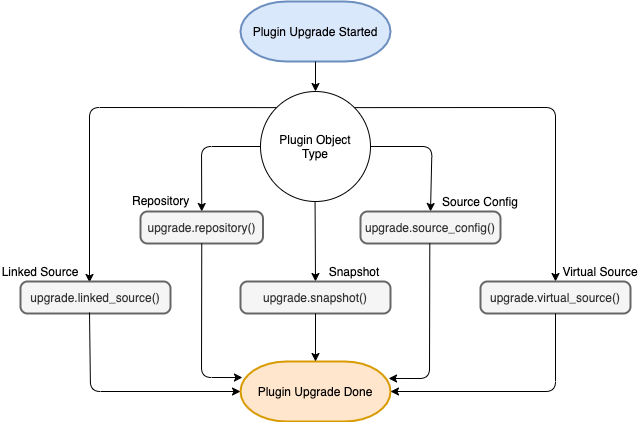 Plugin Upgrade Started
Plugin Object
Type
Repository
Source Config
upgrade.repository()
upgrade.source_config()
Linked Source
Snapshot
Virtual Source
upgrade.linked_source()
upgrade.snapshot()
upgrade.virtual_source()
Plugin Upgrade Done